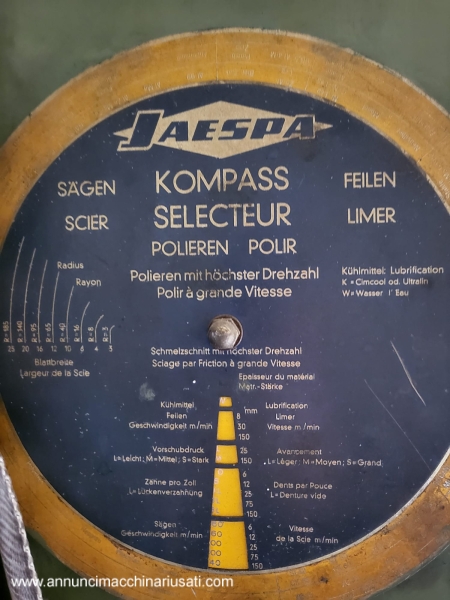 JAESPA
SÄGEN KOMPASS FEILEN
SCIER SELECTEUR LIMER
POLIEREN POLIR
Polieren mit höchster Drehzahl
Polir à grande Vitesse
Radius
Rayon
Kühlmittel: Lubrification
K = Cimcool od. Ultralin
W = Wasser l' Eau
R=185 R=140 R=95 R=65 R=40 R=16 R=8 R=3
25 20 16 12 10 6 4 3
Blattbreite
Largeur de la Scie
Schmelzschnitt mit höchster Drehzahl
Sciage par Friction à grande Vitesse
Epaisseur du matérial
Matr.-Stärke
Kühlmittel mm Lubrification
Feilen 8 Limer
Geschwindigkeit m/min 30 Vitesse m/min
150
Vorschubdruck 25 Avancement
L=Leicht; M=Mittel; S=Stark 150 L=Léger; M=Moyen; S=Grand
6
Zähne pro Zoll 12 Dents par Pouce
L=Lückenverzahnung 25 L=Denture vide
75
150
6
Sägen 12 Vitesse
Geschwindigkeit m/min 25 de la Scie m/min
75
40 150
www.annuncimacchinariusati.com